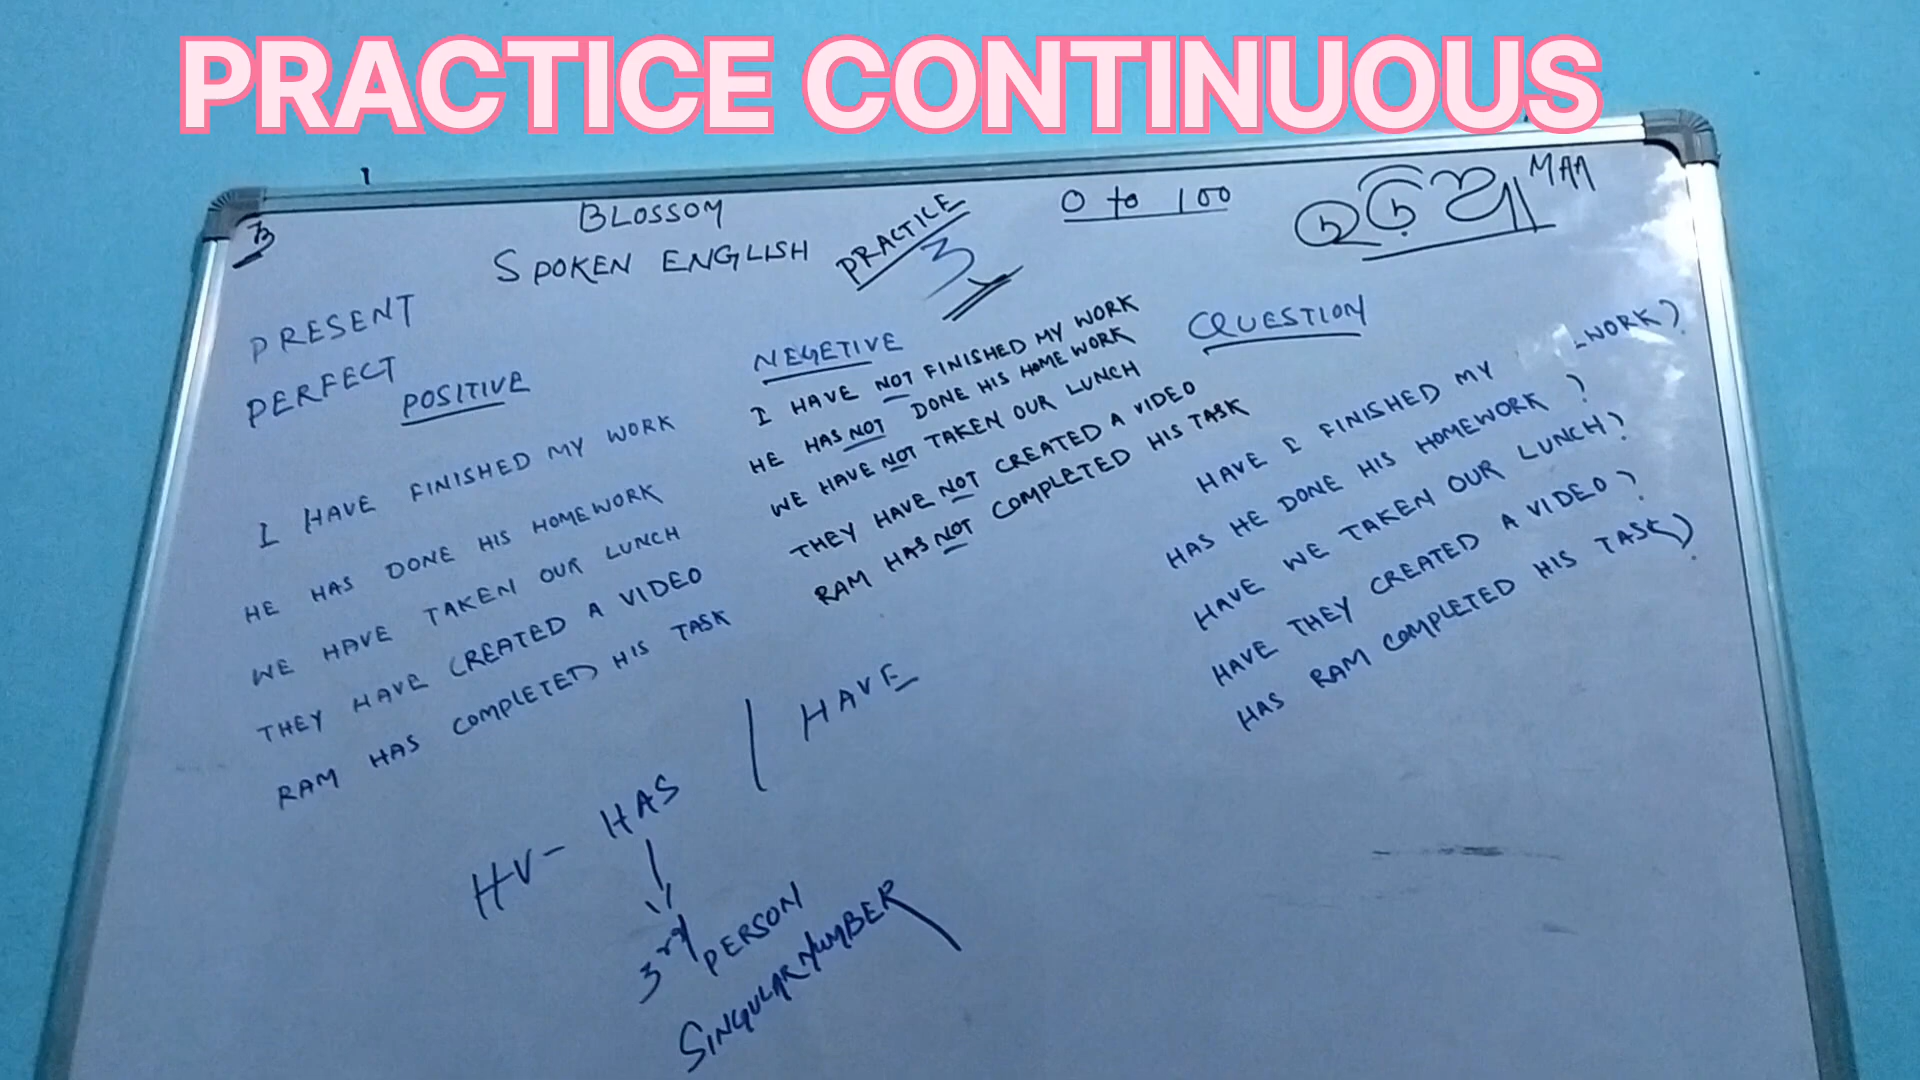 PRACTICE CONTINUOUS
BLOSSOM
SPOKEN ENGLISH
PRACTICE
3
0 to 100
MAA
PRESENT
PERFECT
POSITIVE
I HAVE FINISHED MY WORK
HE HAS DONE HIS HOMEWORK
WE HAVE TAKEN OUR LUNCH
THEY HAVE CREATED A VIDEO
RAM HAS COMPLETED HIS TASK
NEGETIVE
I HAVE NOT FINISHED MY WORK
HE HAS NOT DONE HIS HOME WORK
WE HAVE NOT TAKEN OUR LUNCH
THEY HAVE NOT CREATED A VIDEO
RAM HAS NOT COMPLETED HIS TASK
QUESTION
HAVE I FINISHED MY WORK?
HAS HE DONE HIS HOMEWORK?
HAVE WE TAKEN OUR LUNCH?
HAVE THEY CREATED A VIDEO?
HAS RAM COMPLETED HIS TASK?
HV- HAS | HAVE
3rd PERSON
SINGULAR NUMBER